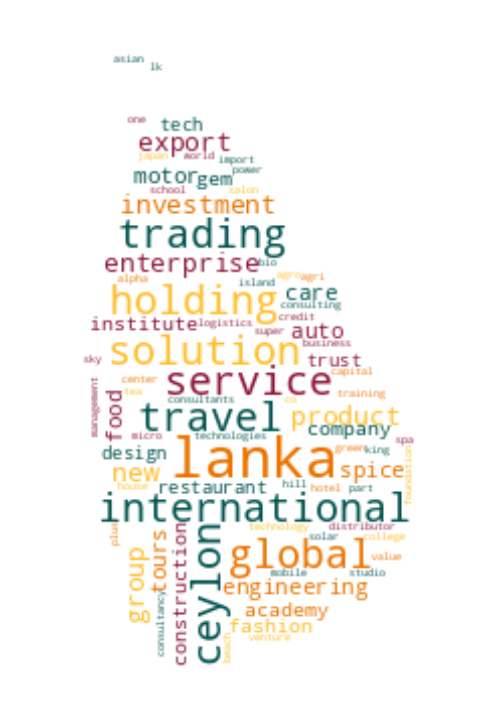 asian
lk
one
tech
export
japan
world
import
motor
gem
power
school
salon
investment
trading
enterprise
bio
alpha
island
agro
agri
holding
care
consulting
institute
logistics
credit
super
auto
business
solution
sky
trust
center
service
capital
management
food
tea
consultants
co
training
travel
product
company
micro
technologies
design
lanka
green
king
spa
new
spice
foundation
house
restaurant
hill
hotel
part
international
plus
technology
distributor
solar
college
group
tours
construction
ceylon
global
value
mobile
studio
consultancy
engineering
academy
fashion
beach
venture